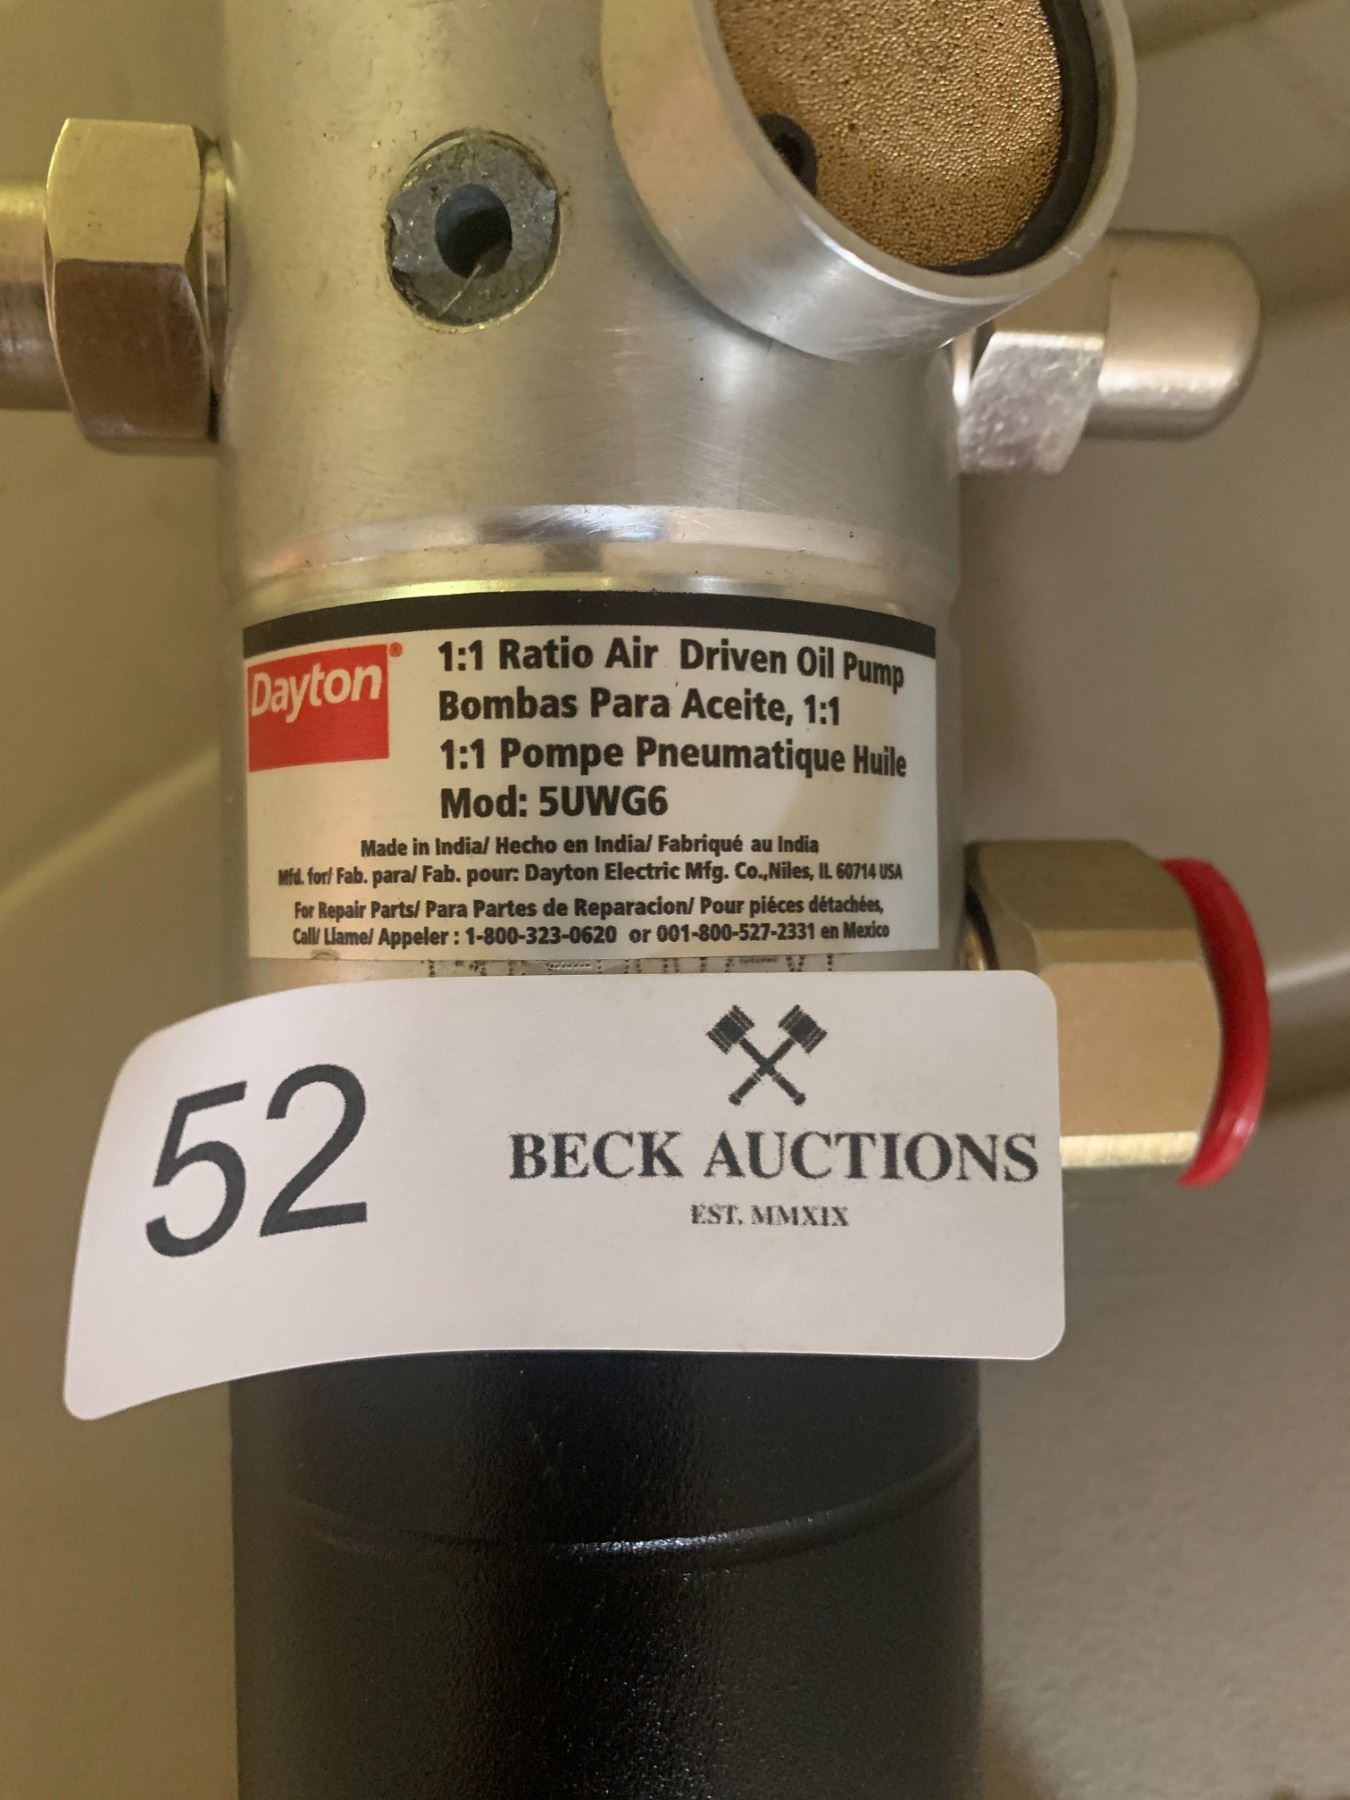 Dayton®
1:1 Ratio Air Driven Oil Pump
Bombas Para Aceite, 1:1
1:1 Pompe Pneumatique Huile
Mod: 5UWG6
Made in India/ Hecho en India/ Fabriqué au India
Mfd. for/ Fab. para/ Fab. pour: Dayton Electric Mfg. Co.,Niles, IL 60714 USA
For Repair Parts/ Para Partes de Reparacion/ Pour piéces détachées,
Call/ Llame/ Appeler : 1-800-323-0620 or 001-800-527-2331 en Mexico
52
BECK AUCTIONS
EST. MMXIX